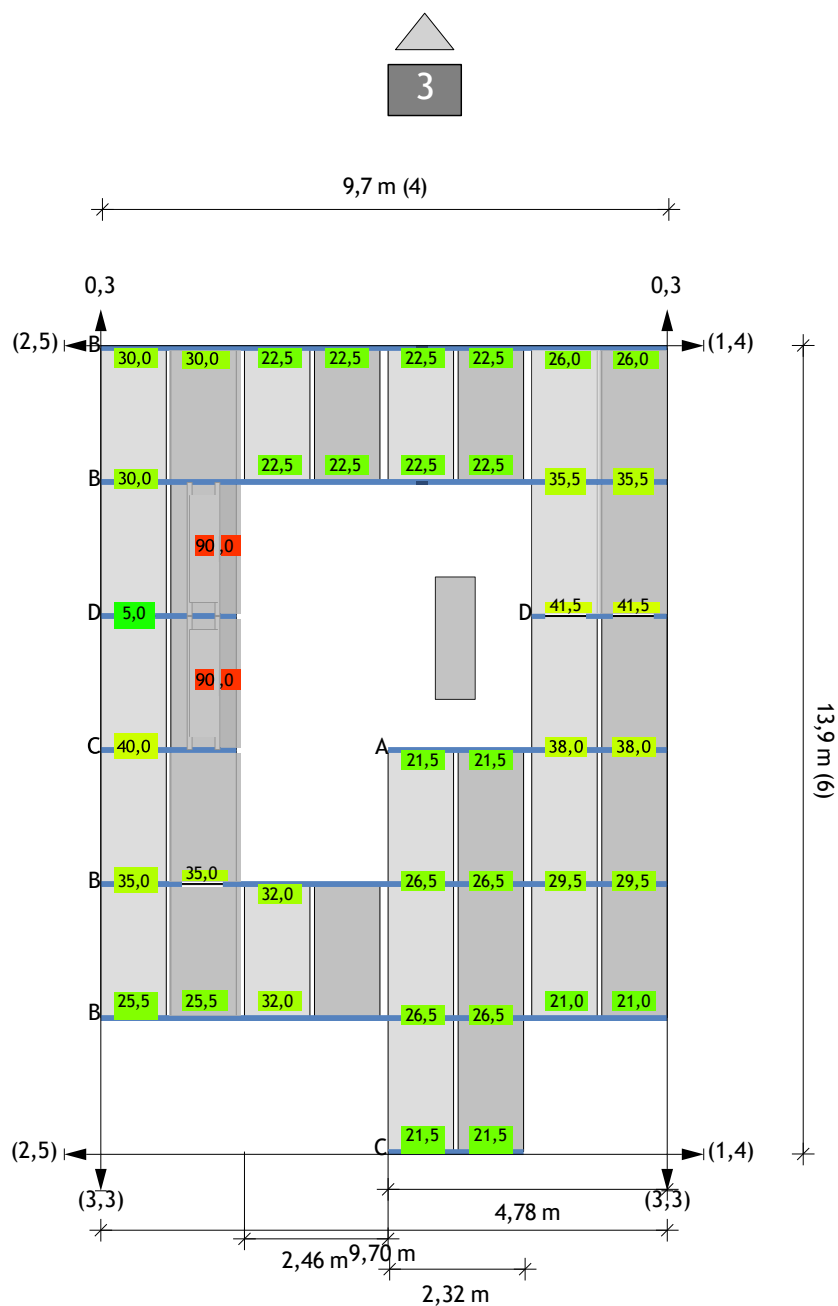 3
9,7 m (4)
0,3 0,3
(2,5) B (1,4)
30,0 30,0 22,5 22,5 22,5 22,5 26,0 26,0
22,5 22,5 22,5 22,5
B 30,0 35,5 35,5
90,0
D 5,0 D 41,5 41,5
90,0
C 40,0 A 38,0 38,0
21,5 21,5
13,9 m (6)
B 35,0 35,0 26,5 26,5 29,5 29,5
32,0
25,5 25,5 32,0 21,0 21,0
B 26,5 26,5
21,5 21,5
(2,5) C (1,4)
(3,3) (3,3)
4,78 m
2,46 m 9,70 m
2,32 m